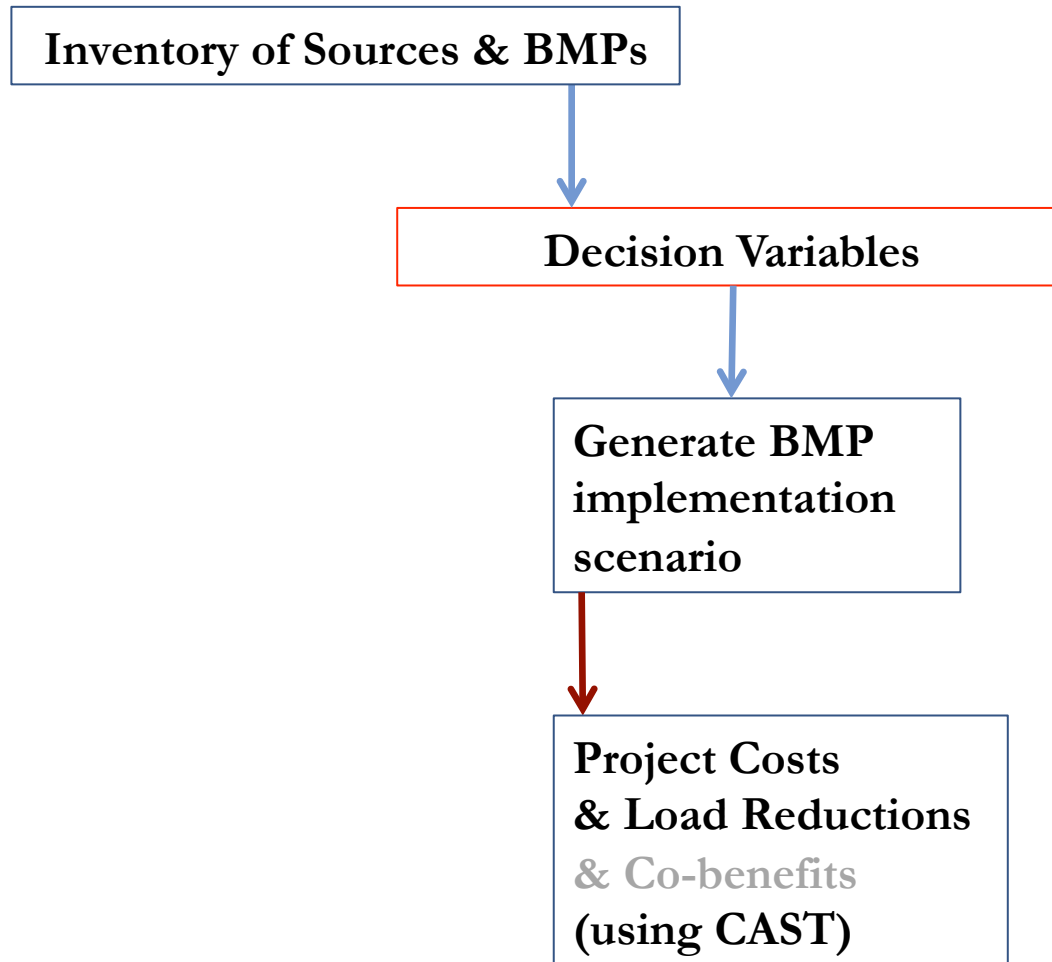 Inventory of Sources & BMPs
Decision Variables
Generate BMP
implementation
scenario
Project Costs
& Load Reductions
& Co-benefits
(using CAST)